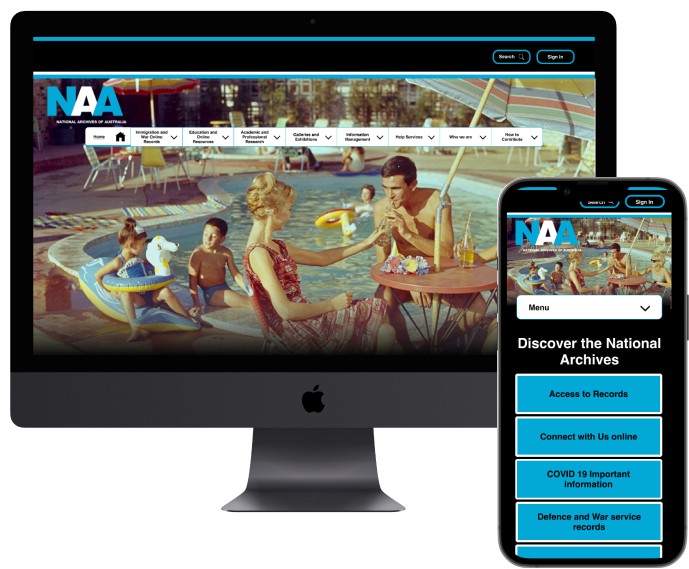 Search
Sign In
NAA
NATIONAL ARCHIVES OF AUSTRALIA
Home
Immigration and
War Online
Records
Education and
Online
Resources
Academic and
Professional
Research
Galleries and
Exhibitions
Information
Management
Help Services
Who we are
How to
Contribute
Search
Sign In
NAA
NATIONAL ARCHIVES OF AUSTRALIA
Menu
Discover the National
Archives
Access to Records
Connect with Us online
COVID 19 Important
information
Defence and War service
records